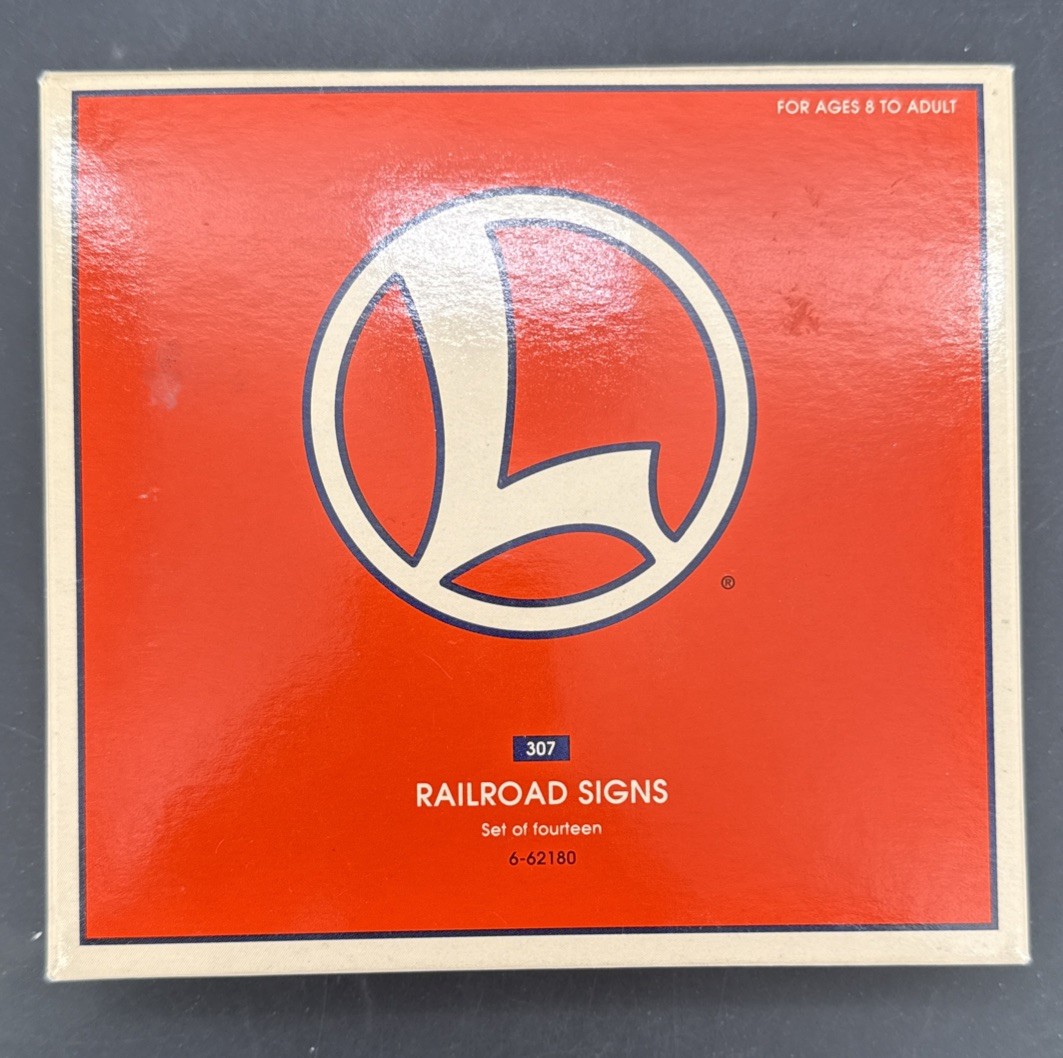 FOR AGES 8 TO ADULT
L
®
307
RAILROAD SIGNS
Set of fourteen
6-62180